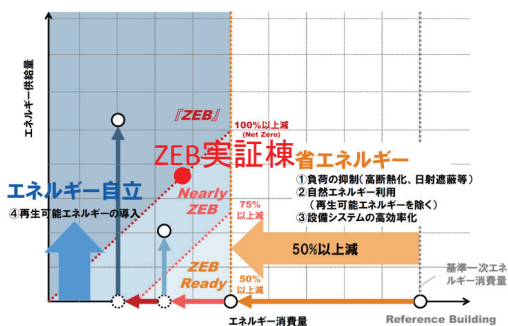 エネルギー供給量
『ZEB』
100%以上減
(Net Zero)
ZEB実証棟
省エネルギー
①負荷の抑制(高断熱化、日射遮蔽等)
②自然エネルギー利用
(再生可能エネルギーを除く)
③設備システムの高効率化
エネルギー自立
④再生可能エネルギーの導入
Nearly
ZEB
75%
以上減
50%以上減
ZEB
Ready
50%
以上減
基準一次エネ
ルギー消費量
エネルギー消費量
Reference Building